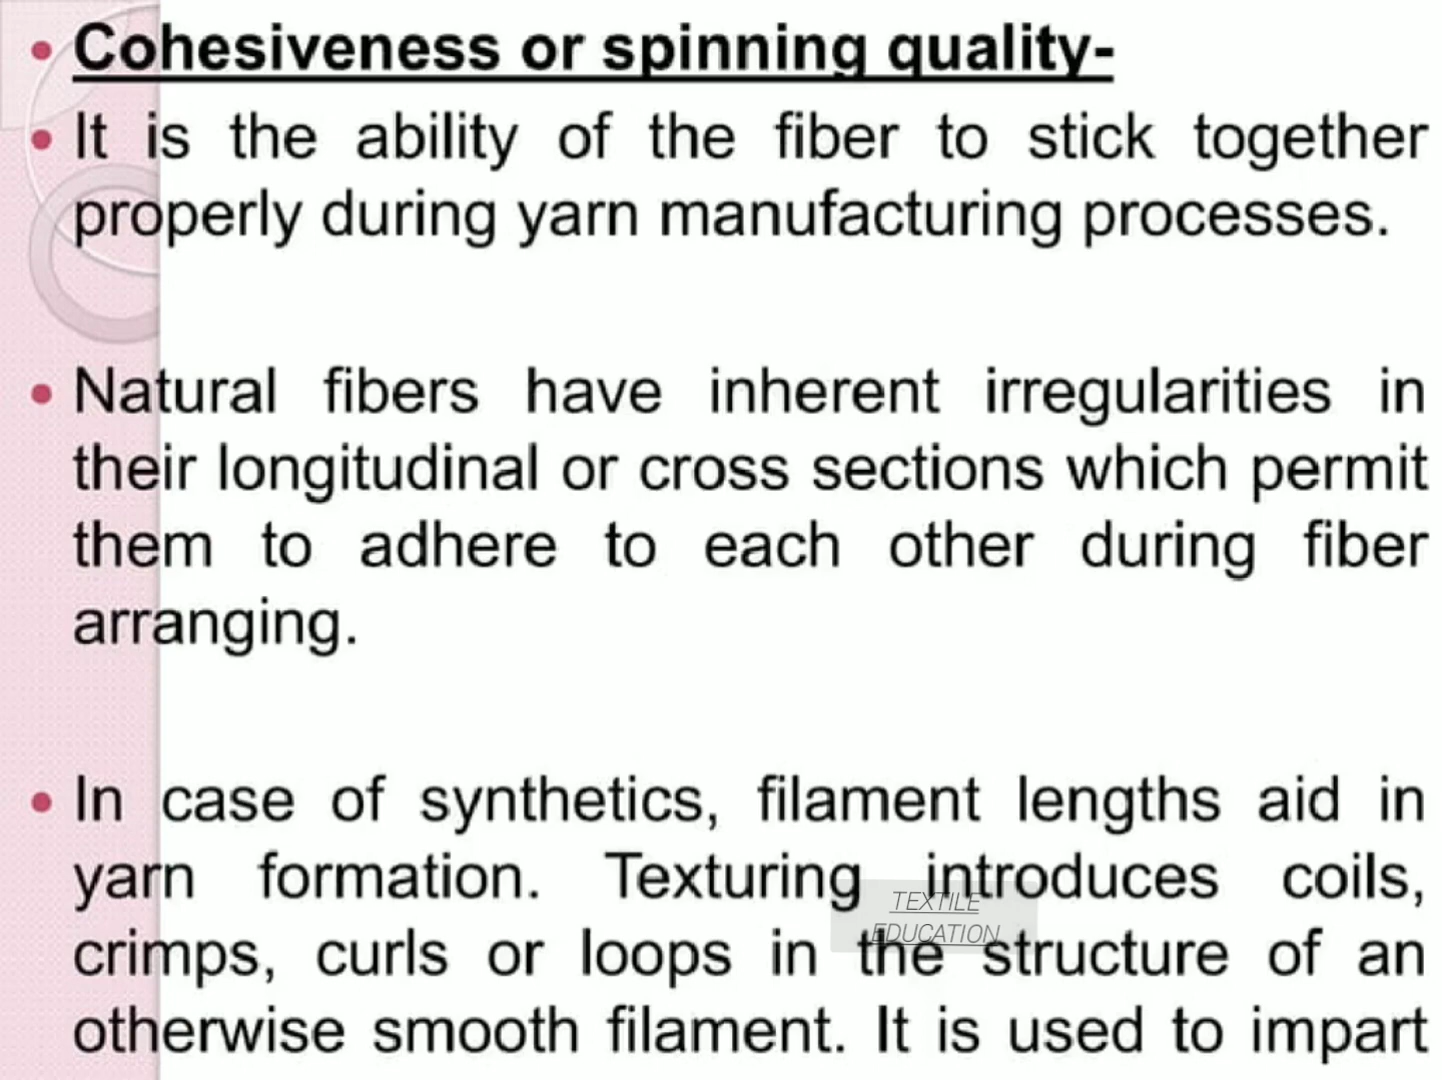 Cohesiveness or spinning quality-
It is the ability of the fiber to stick together
properly during yarn manufacturing processes.
Natural fibers have inherent irregularities in
their longitudinal or cross sections which permit
them to adhere to each other during fiber
arranging.
In case of synthetics, filament lengths aid in
yarn formation. Texturing introduces coils,
crimps, curls or loops in the structure of an
otherwise smooth filament. It is used to impart
TEXTILE
EDUCATION